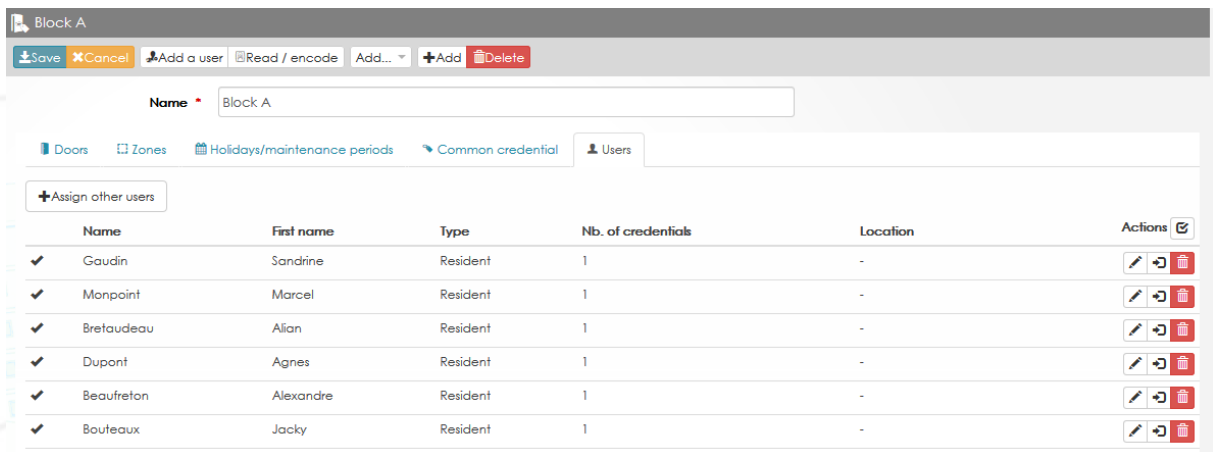 Block A
Save Cancel Add a user Read / encode Add... Add Delete
Name * Block A
Doors Zones Holidays/maintenance periods Common credential Users
Assign other users
Name First name Type Nb. of credentials Location Actions
Gaudin Sandrine Resident 1 -
Monpoint Marcel Resident 1 -
Bretaudeau Alian Resident 1 -
Dupont Agnes Resident 1 -
Beaufreton Alexandre Resident 1 -
Bouteaux Jacky Resident 1 -